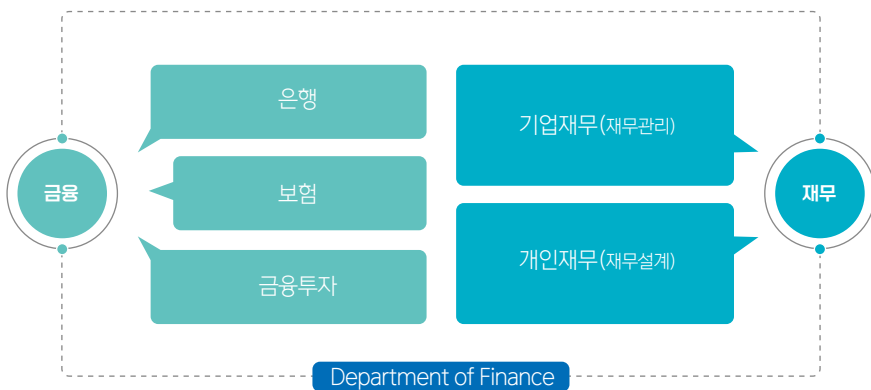 금융
은행
보험
금융투자
기업재무(재무관리)
개인재무(재무설계)
재무
Department of Finance